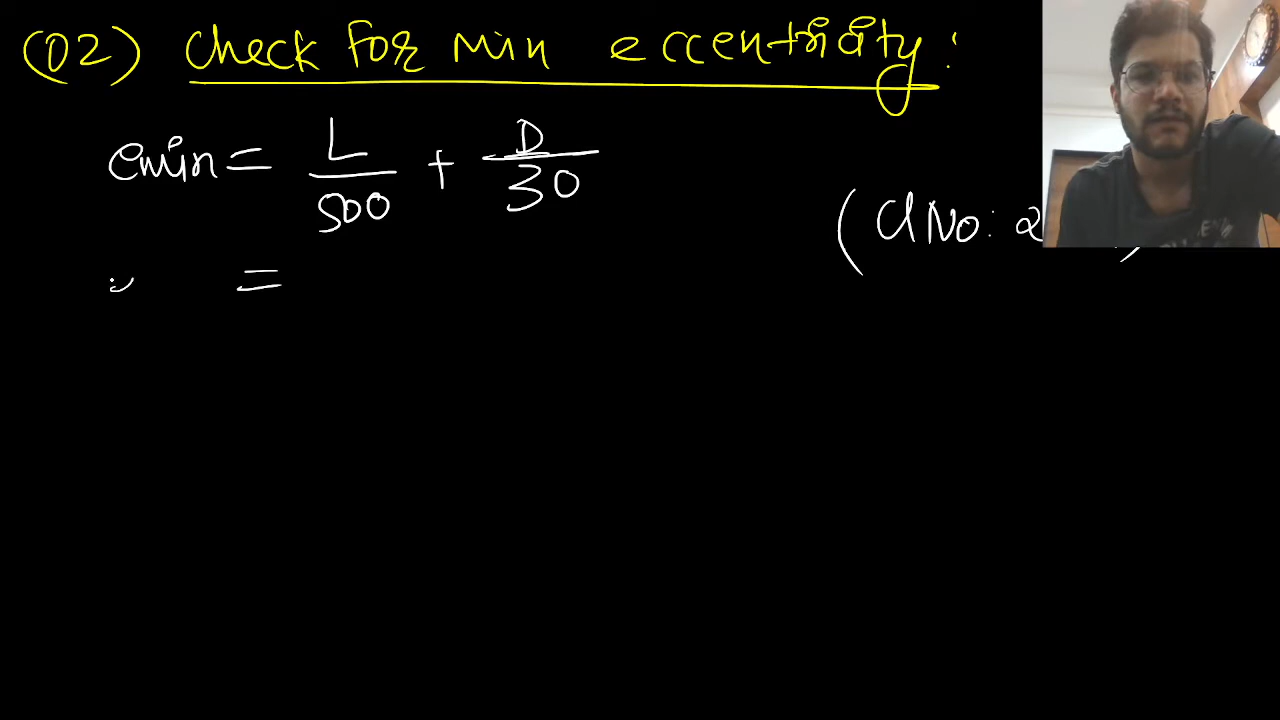 (02) Check For Min eccentricity:
emin = L/500 + D/30
(Cl No: 2
=